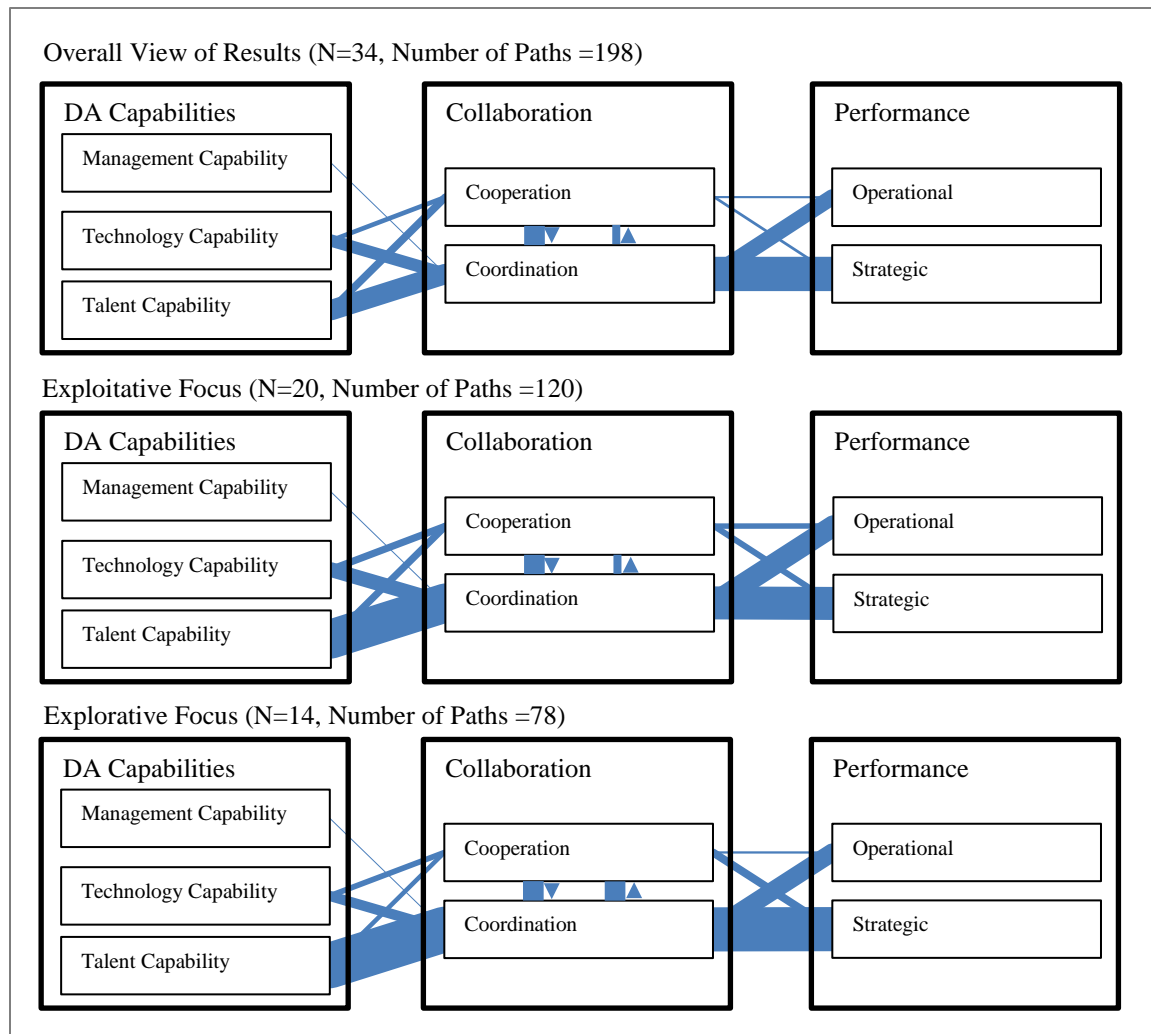 Overall View of Results (N=34, Number of Paths =198)
DA Capabilities
Management Capability
Technology Capability
Talent Capability
Collaboration
Cooperation
Coordination
Performance
Operational
Strategic
Exploitative Focus (N=20, Number of Paths =120)
DA Capabilities
Management Capability
Technology Capability
Talent Capability
Collaboration
Cooperation
Coordination
Performance
Operational
Strategic
Explorative Focus (N=14, Number of Paths =78)
DA Capabilities
Management Capability
Technology Capability
Talent Capability
Collaboration
Cooperation
Coordination
Performance
Operational
Strategic